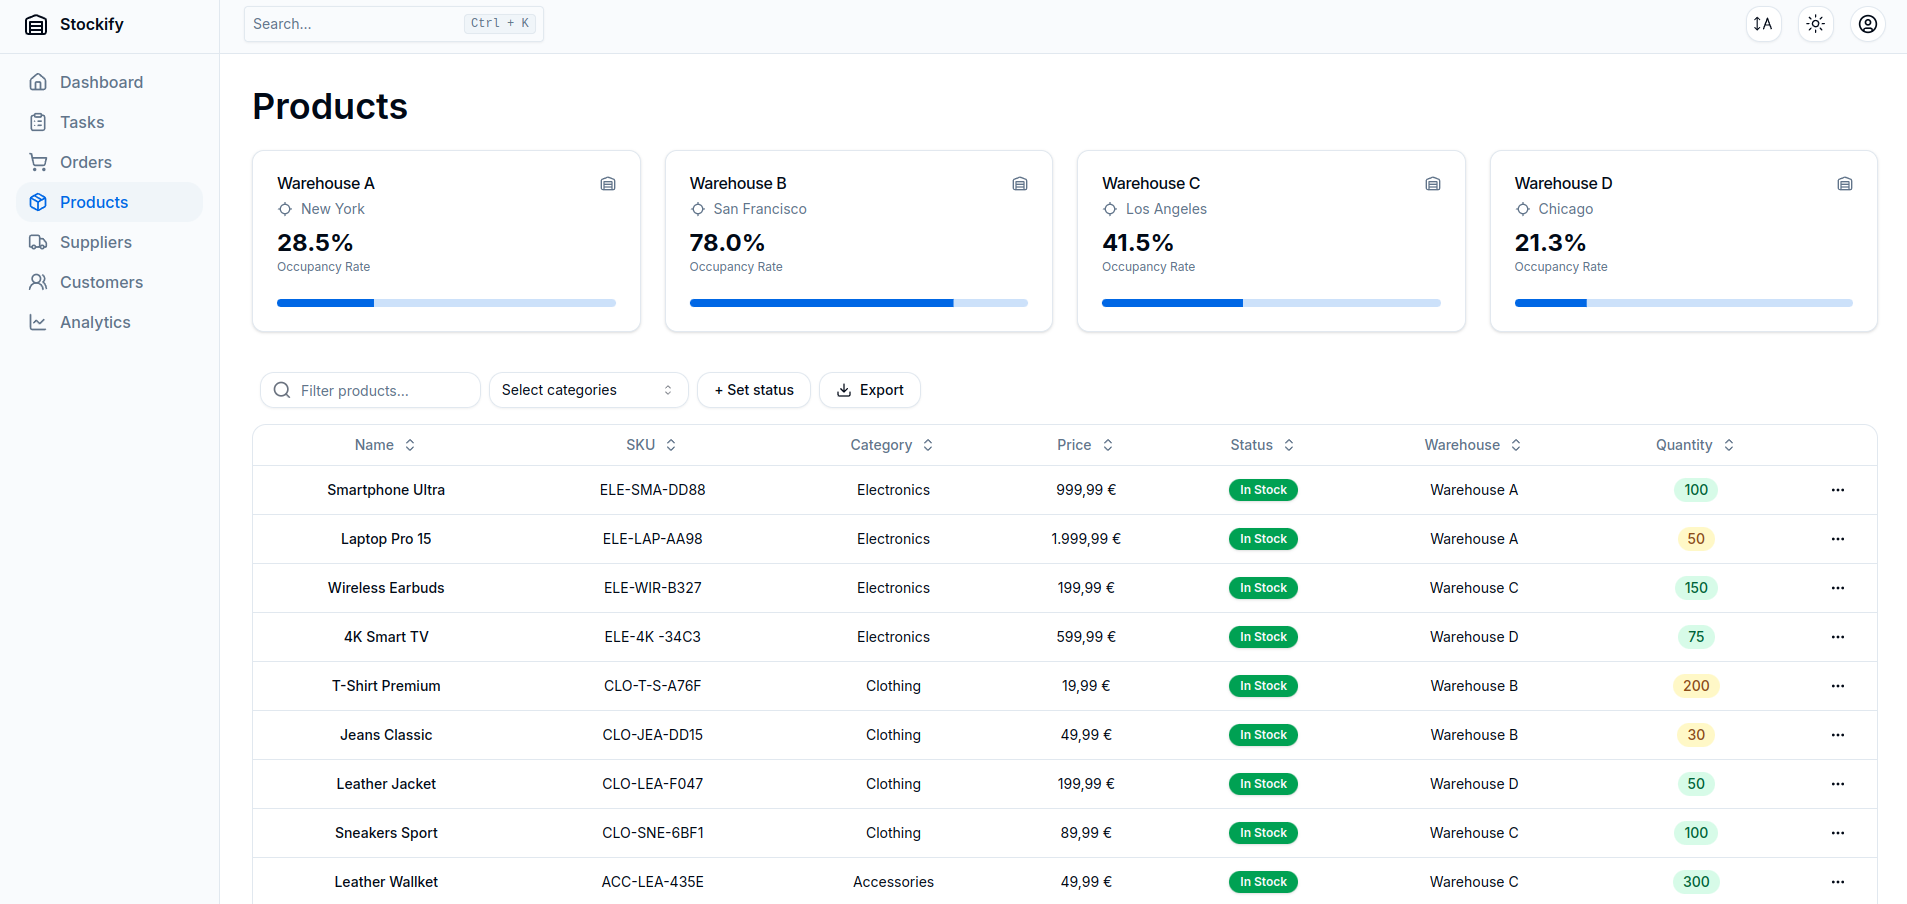 Stockify
Search...
Ctrl + K
A
Dashboard
Tasks
Orders
Products
Suppliers
Customers
Analytics
Products
Warehouse A
New York
28.5%
Occupancy Rate
Warehouse B
San Francisco
78.0%
Occupancy Rate
Warehouse C
Los Angeles
41.5%
Occupancy Rate
Warehouse D
Chicago
21.3%
Occupancy Rate
Filter products... Select categories + Set status Export
Name SKU Category Price Status Warehouse Quantity
Smartphone Ultra ELE-SMA-DD88 Electronics 999,99 € In Stock Warehouse A 100
Laptop Pro 15 ELE-LAP-AA98 Electronics 1.999,99 € In Stock Warehouse A 50
Wireless Earbuds ELE-WIR-B327 Electronics 199,99 € In Stock Warehouse C 150
4K Smart TV ELE-4K -34C3 Electronics 599,99 € In Stock Warehouse D 75
T-Shirt Premium CLO-T-S-A76F Clothing 19,99 € In Stock Warehouse B 200
Jeans Classic CLO-JEA-DD15 Clothing 49,99 € In Stock Warehouse B 30
Leather Jacket CLO-LEA-F047 Clothing 199,99 € In Stock Warehouse D 50
Sneakers Sport CLO-SNE-6BF1 Clothing 89,99 € In Stock Warehouse C 100
Leather Wallket ACC-LEA-435E Accessories 49,99 € In Stock Warehouse C 300